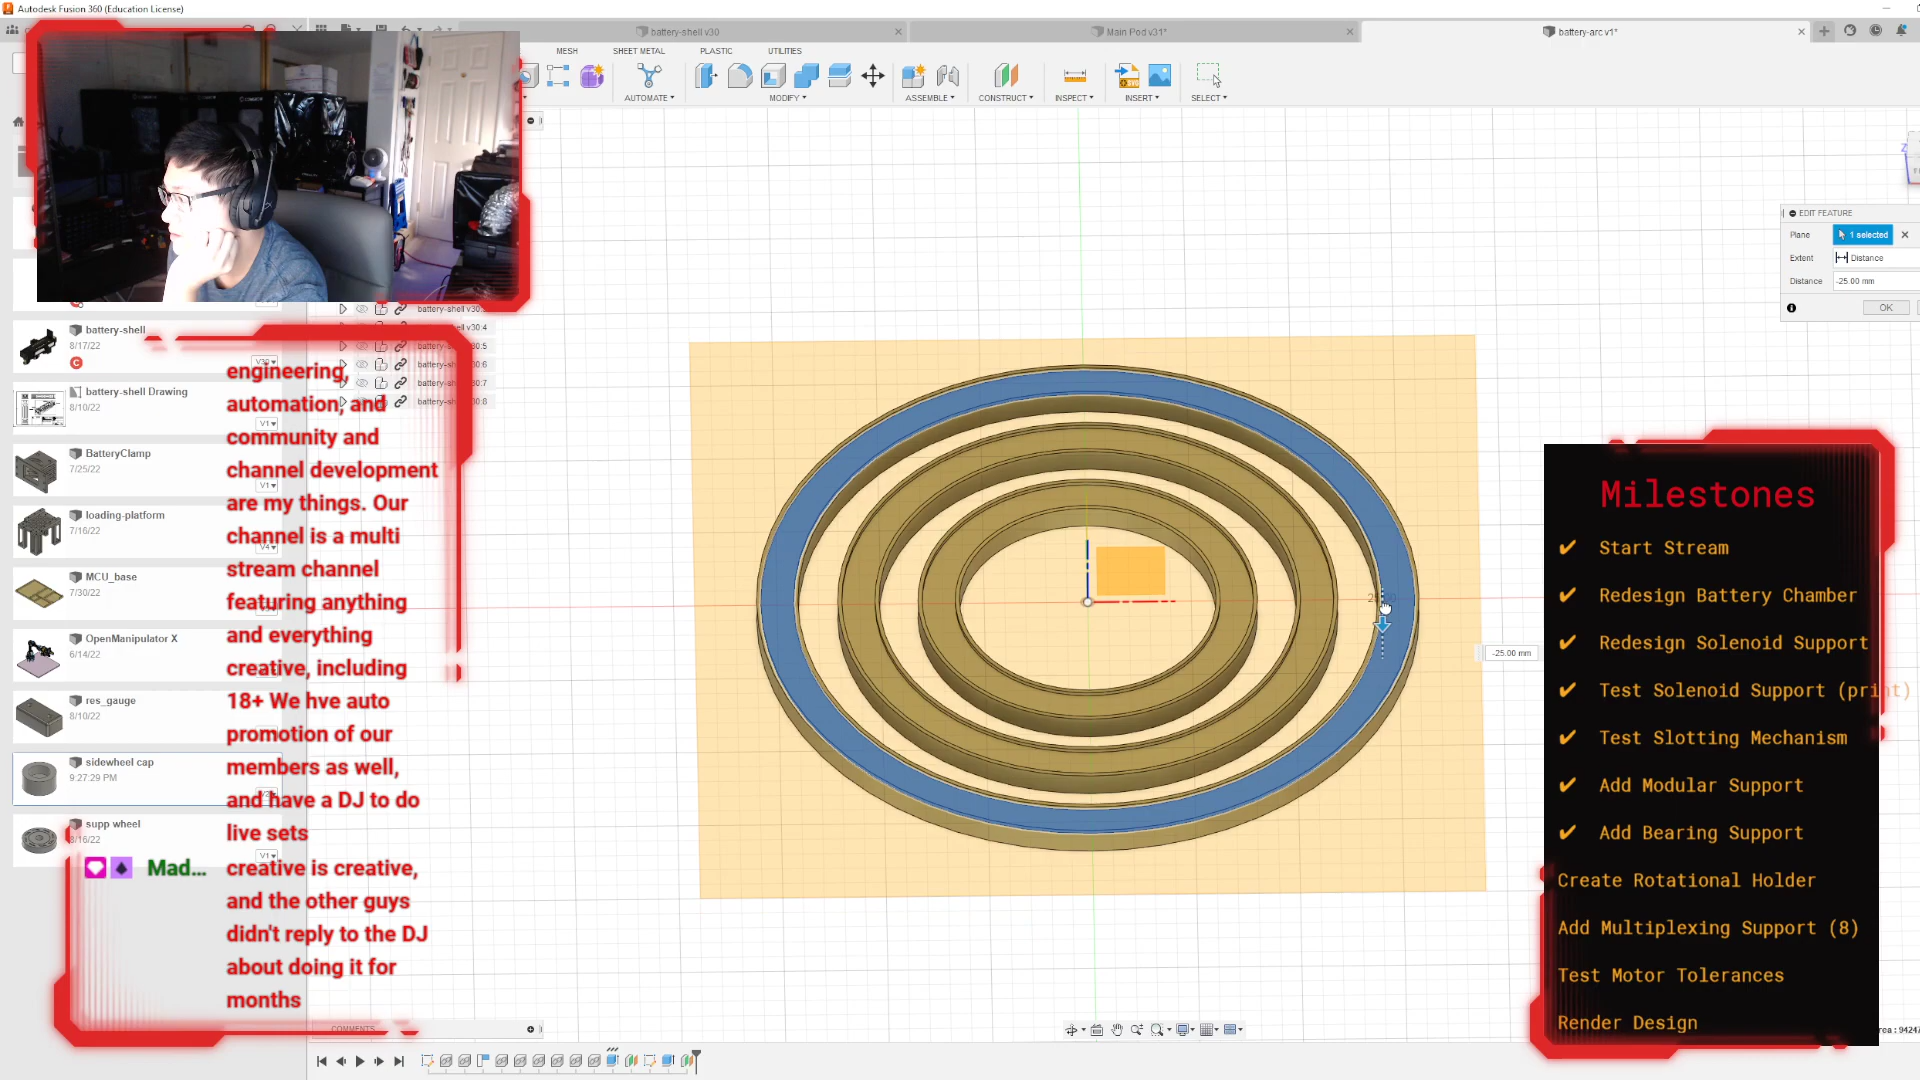 Autodesk Fusion 360 (Education License)
battery-shell v30
Main Pod v31*
battery-arc v1*
MESH
SHEET METAL
PLASTIC
UTILITIES
AUTOMATE
MODIFY
ASSEMBLE
CONSTRUCT
INSPECT
INSERT
SELECT
EDIT FEATURE
Plane
1 selected
Extent
Distance
Distance
-25.00 mm
OK
battery-shell
8/17/22
battery-shell Drawing
8/10/22
V1
BatteryClamp
7/25/22
V1
loading-platform
7/16/22
V4
MCU_base
7/30/22
OpenManipulator X
6/14/22
res_gauge
8/10/22
sidewheel cap
9:27:29 PM
supp wheel
8/16/22
V1
engineering,
automation, and
community and
channel development
are my things. Our
channel is a multi
stream channel
featuring anything
and everything
creative, including
18+ We hve auto
promotion of our
members as well,
and have a DJ to do
live sets
Mad...
creative is creative,
and the other guys
didn't reply to the DJ
about doing it for
months
-25.00 mm
Milestones
✔ Start Stream
✔ Redesign Battery Chamber
✔ Redesign Solenoid Support
✔ Test Solenoid Support (print)
✔ Test Slotting Mechanism
✔ Add Modular Support
✔ Add Bearing Support
Create Rotational Holder
Add Multiplexing Support (8)
Test Motor Tolerances
Render Design
COMMENTS